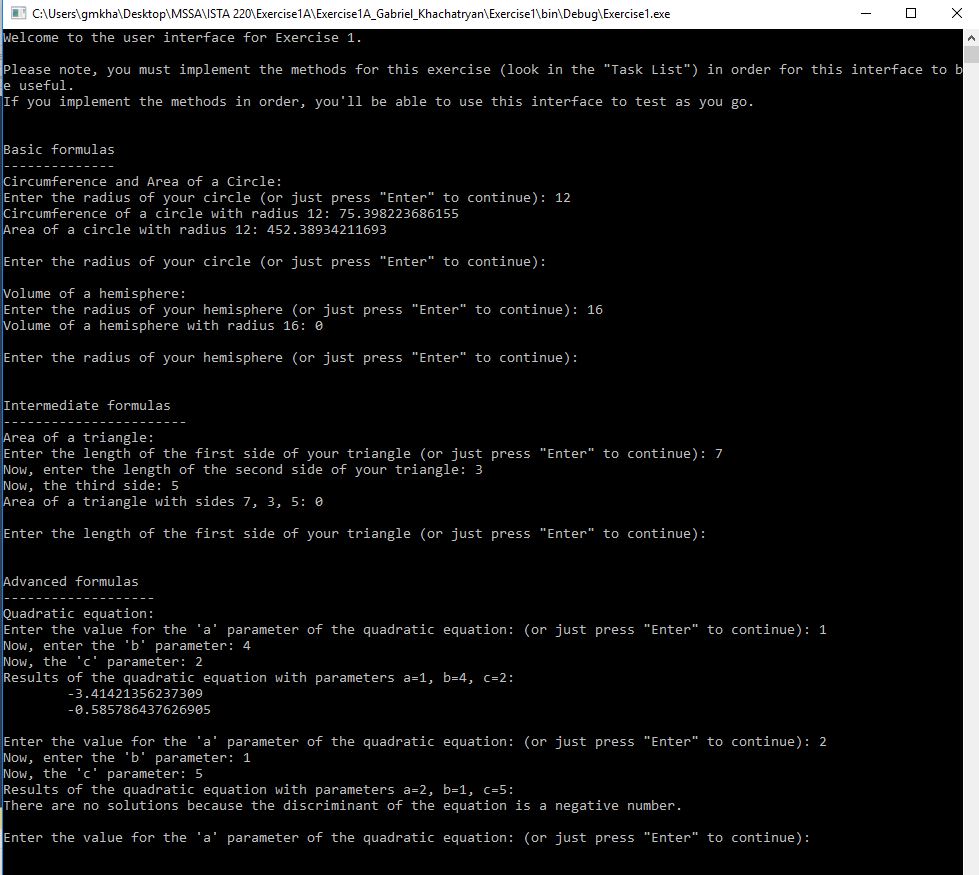 C:\Users\gmkha\Desktop\MSSA\ISTA 220\Exercise1A\Exercise1A_Gabriel_Khachatryan\Exercise1\bin\Debug\Exercise1.exe
Welcome to the user interface for Exercise 1.
Please note, you must implement the methods for this exercise (look in the "Task List") in order for this interface to b
e useful.
If you implement the methods in order, you'll be able to use this interface to test as you go.
Basic formulas
--------------
Circumference and Area of a Circle:
Enter the radius of your circle (or just press "Enter" to continue): 12
Circumference of a circle with radius 12: 75.398223686155
Area of a circle with radius 12: 452.38934211693
Enter the radius of your circle (or just press "Enter" to continue):
Volume of a hemisphere:
Enter the radius of your hemisphere (or just press "Enter" to continue): 16
Volume of a hemisphere with radius 16: 0
Enter the radius of your hemisphere (or just press "Enter" to continue):
Intermediate formulas
-----------------------
Area of a triangle:
Enter the length of the first side of your triangle (or just press "Enter" to continue): 7
Now, enter the length of the second side of your triangle: 3
Now, the third side: 5
Area of a triangle with sides 7, 3, 5: 0
Enter the length of the first side of your triangle (or just press "Enter" to continue):
Advanced formulas
-------------------
Quadratic equation:
Enter the value for the 'a' parameter of the quadratic equation: (or just press "Enter" to continue): 1
Now, enter the 'b' parameter: 4
Now, the 'c' parameter: 2
Results of the quadratic equation with parameters a=1, b=4, c=2:
-3.41421356237309
-0.585786437626905
Enter the value for the 'a' parameter of the quadratic equation: (or just press "Enter" to continue): 2
Now, enter the 'b' parameter: 1
Now, the 'c' parameter: 5
Results of the quadratic equation with parameters a=2, b=1, c=5:
There are no solutions because the discriminant of the equation is a negative number.
Enter the value for the 'a' parameter of the quadratic equation: (or just press "Enter" to continue):